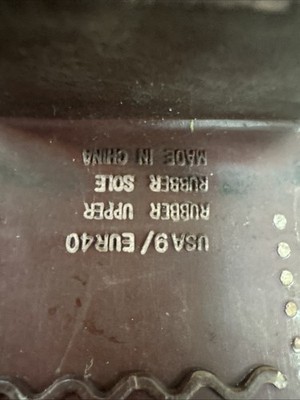 USA9/EUR40
RUBBER UPPER
RUBBER SOLE
MADE IN CHINA